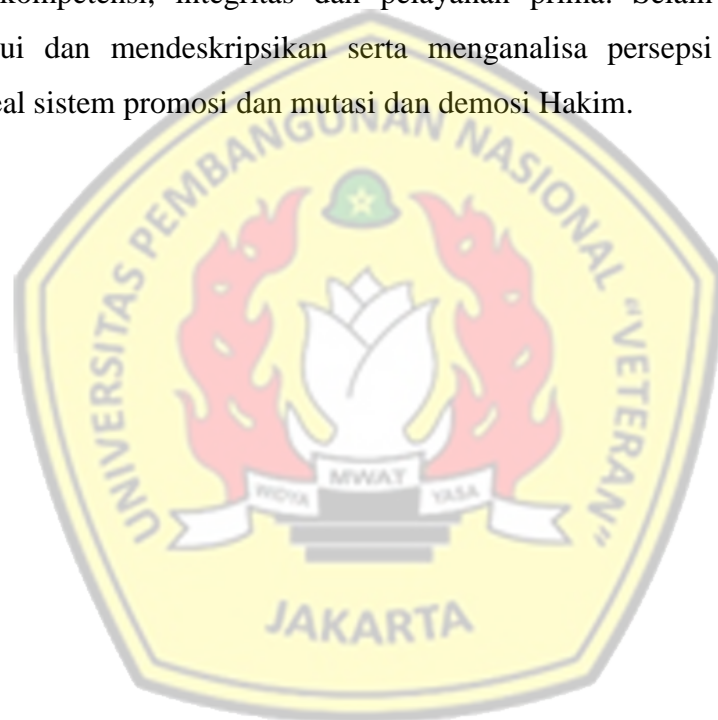 kompetensi, integritas dan pelayanan prima. Selain
ui dan mendeskripsikan serta menganalisa persepsi
eal sistem promosi dan mutasi dan demosi Hakim.
UNIVERSITAS PEMBANGUNAN NASIONAL "VETERAN"
WIDYA MWAT YASA
JAKARTA